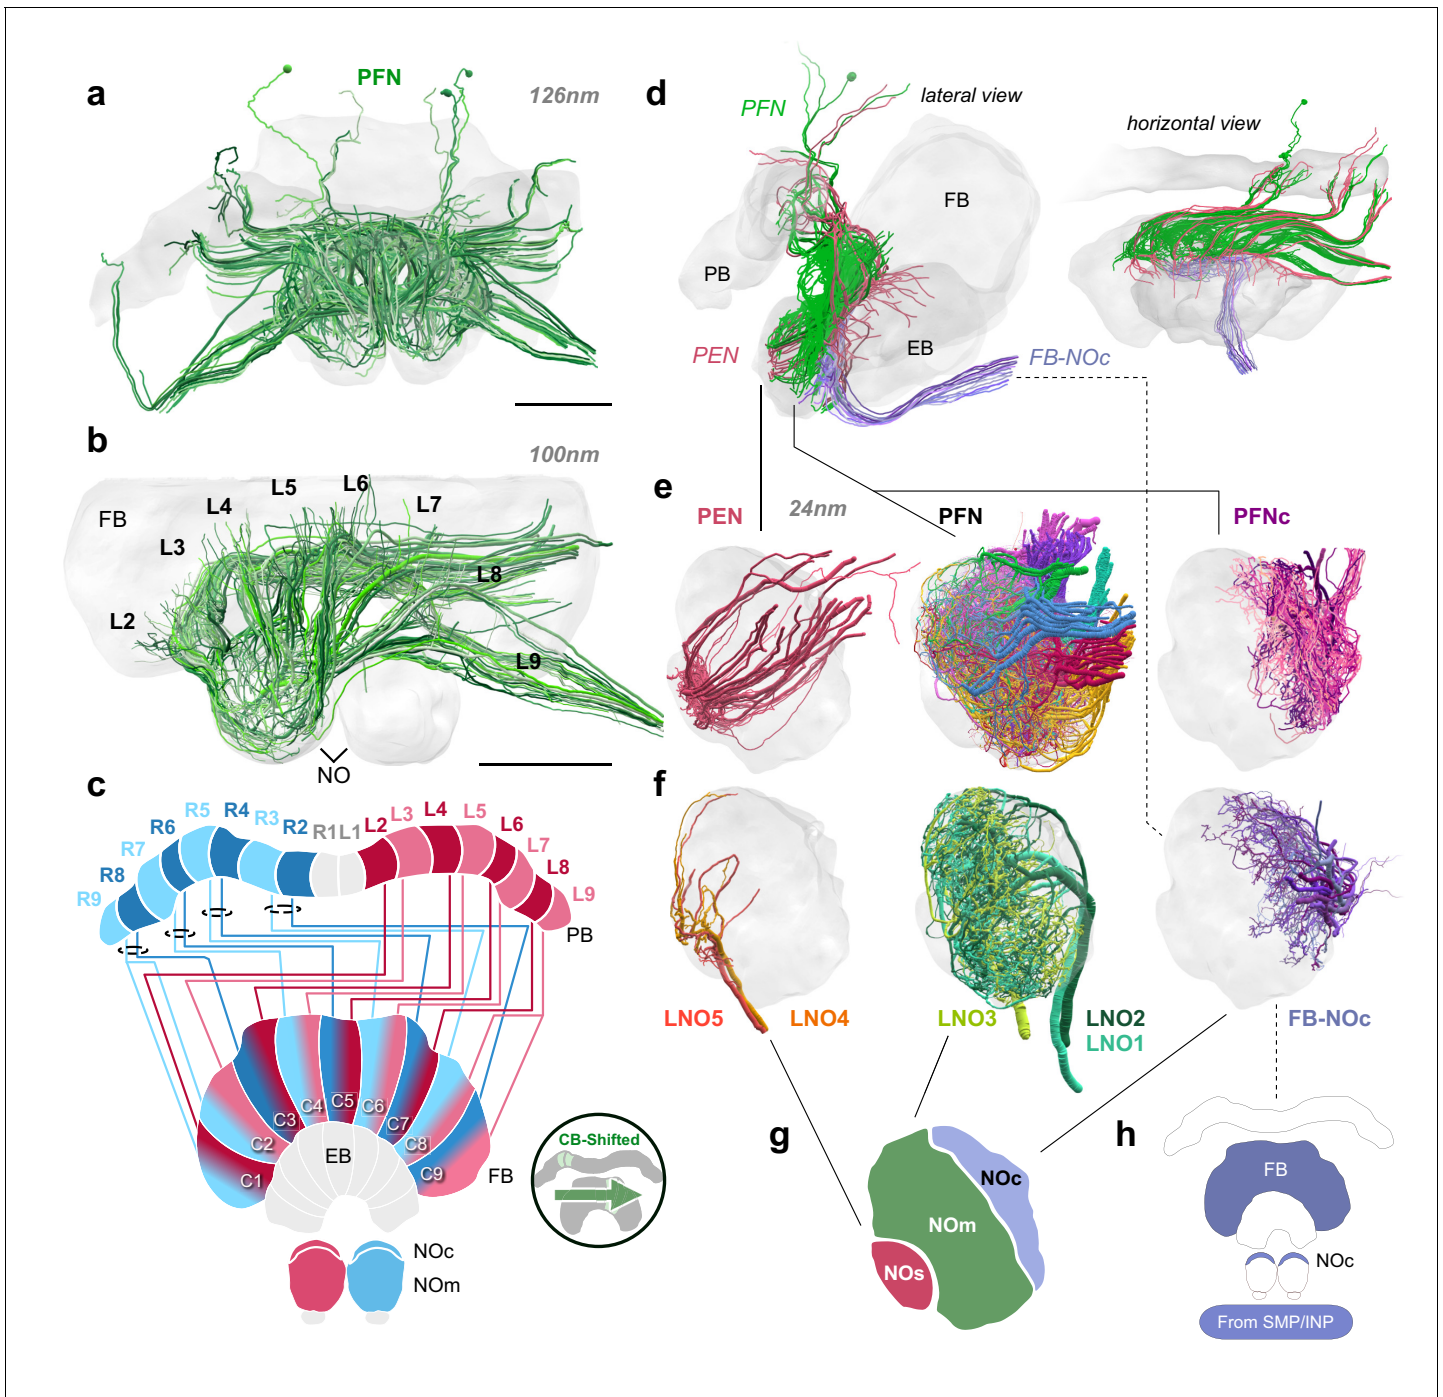 a
PFN
126nm
b
100nm
FB
L2
L3
L4
L5
L6
L7
L8
L9
NO
c
R9
R8
R7
R6
R5
R4
R3
R2
R1
L1
L2
L3
L4
L5
L6
L7
L8
L9
PB
C1
C2
C3
C4
C5
C6
C7
C8
C9
EB
FB
NOc
NOm
CB-Shifted
d
PFN
lateral view
horizontal view
FB
PB
EB
PEN
FB-NOc
e
24nm
PEN
PFN
PFNc
f
LNO5
LNO4
LNO3
LNO2
LNO1
FB-NOc
g
NOc
NOm
NOs
h
FB
NOc
From SMP/INP